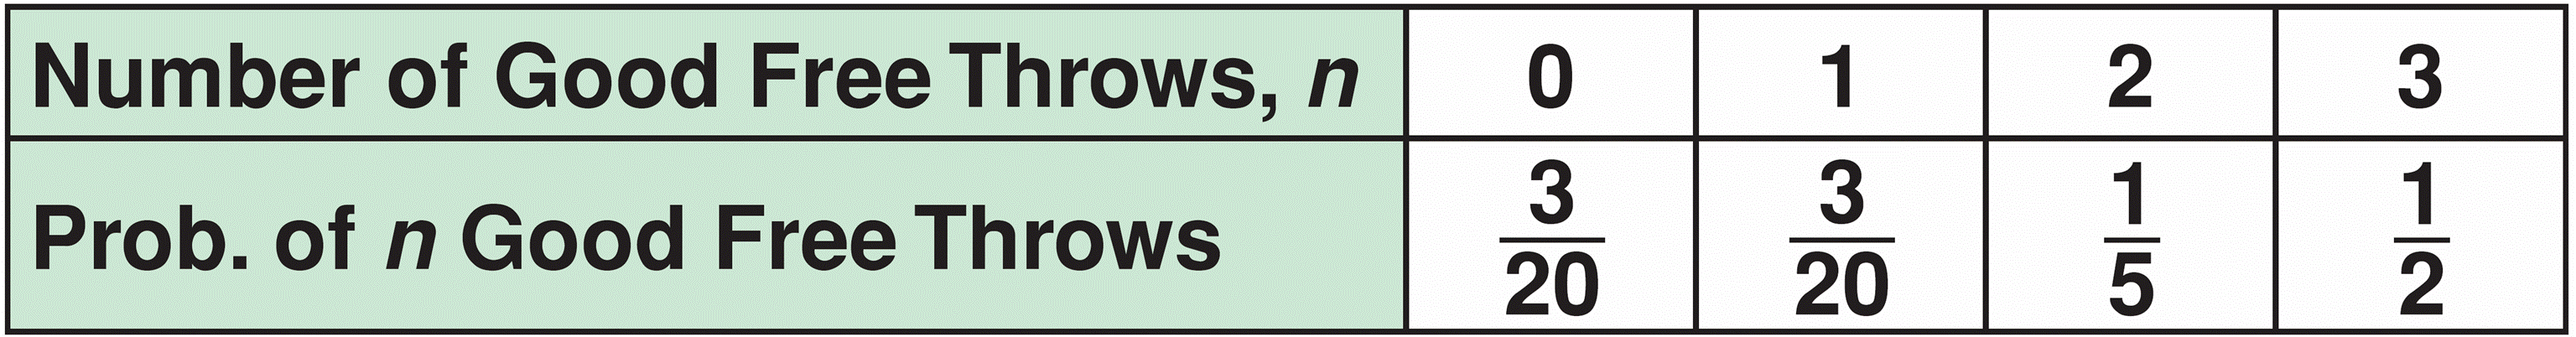 Number of Good Free Throws, n 0 1 2 3
Prob. of n Good Free Throws 3/20 3/20 1/5 1/2